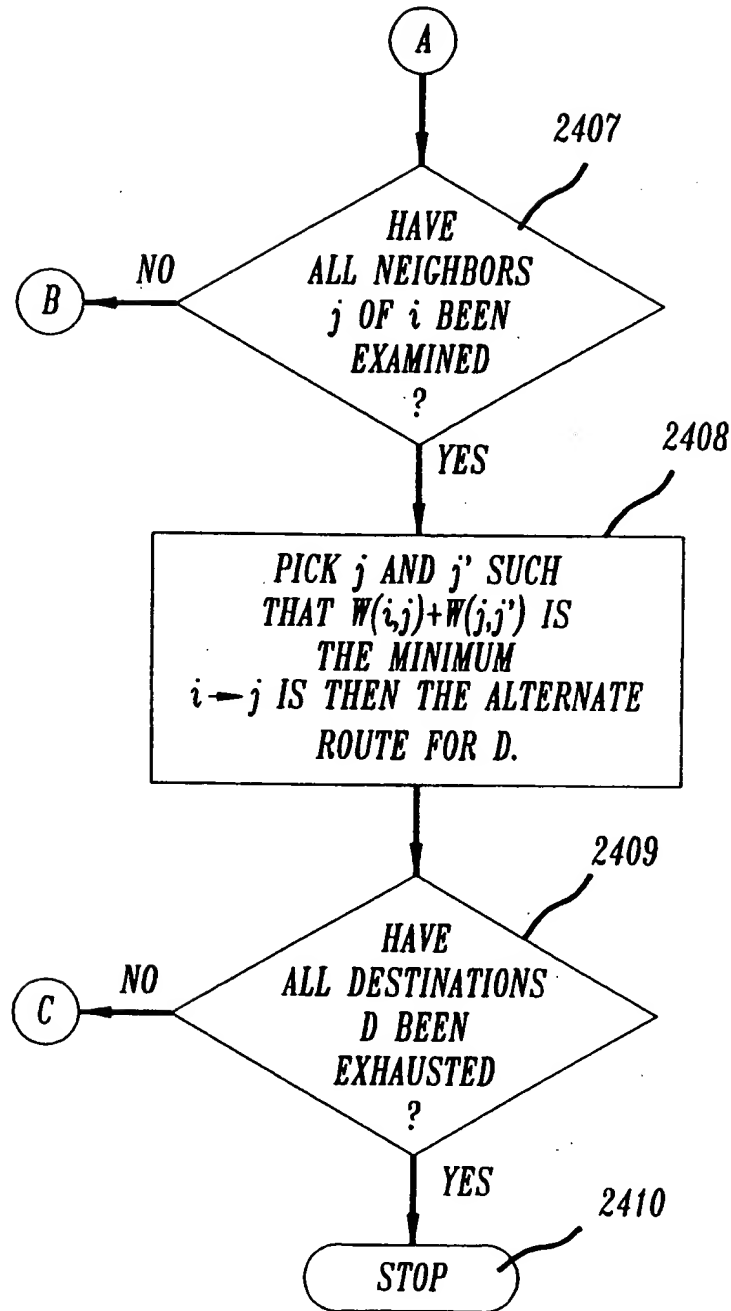 A
2407
HAVE
ALL NEIGHBORS
j OF i BEEN
EXAMINED
?
NO
B
YES
2408
PICK j AND j' SUCH
THAT W(i,j)+W(j,j') IS
THE MINIMUM
i→j IS THEN THE ALTERNATE
ROUTE FOR D.
2409
HAVE
ALL DESTINATIONS
D BEEN
EXHAUSTED
?
NO
C
YES
2410
STOP